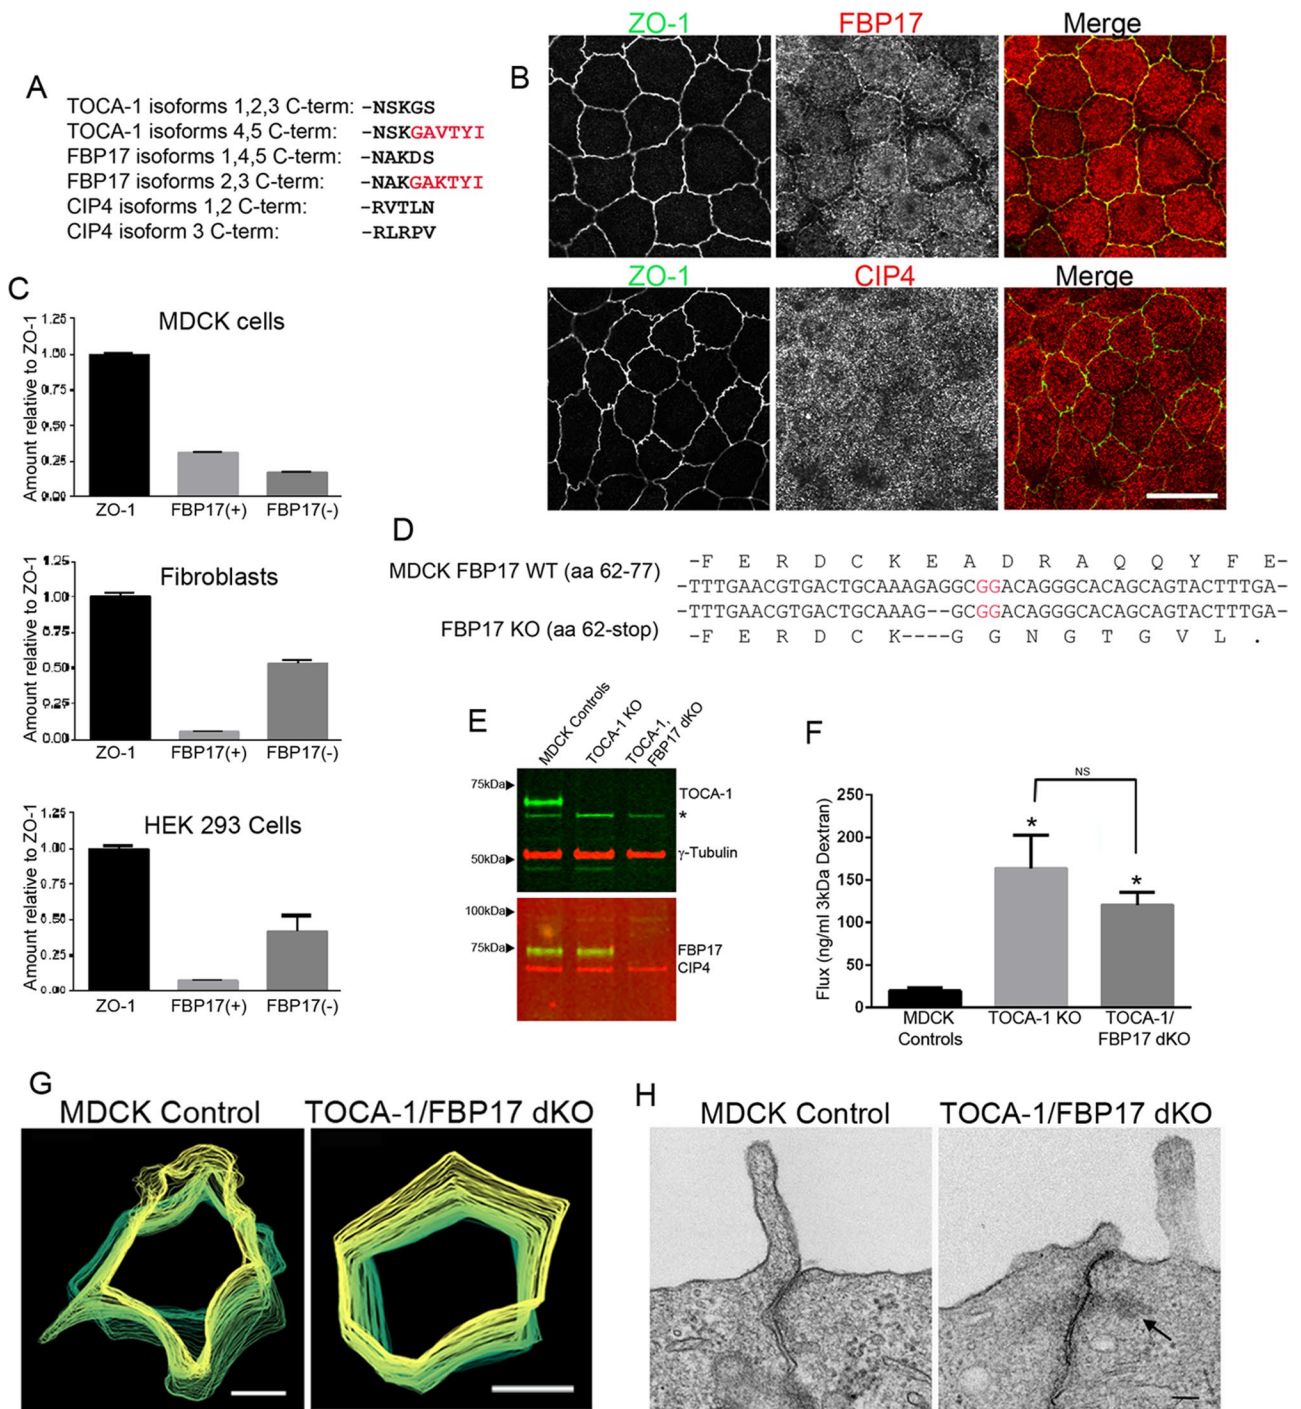 A
TOCA-1 isoforms 1,2,3 C-term: -NSKGS
TOCA-1 isoforms 4,5 C-term: -NSKGAVTYI
FBP17 isoforms 1,4,5 C-term: -NAKDS
FBP17 isoforms 2,3 C-term: -NAKGAKTYI
CIP4 isoforms 1,2 C-term: -RVTLN
CIP4 isoform 3 C-term: -RLRPV
B
ZO-1 FBP17 Merge
ZO-1 CIP4 Merge
C
MDCK cells
Amount relative to ZO-1
1.25
1.00
0.75
0.50
0.25
0.00
ZO-1 FBP17(+) FBP17(-)
Fibroblasts
Amount relative to ZO-1
1.25
1.00
0.75
0.50
0.25
0.00
ZO-1 FBP17(+) FBP17(-)
HEK 293 Cells
Amount relative to ZO-1
1.25
1.00
0.75
0.50
0.25
0.00
ZO-1 FBP17(+) FBP17(-)
D
-F E R D C K E A D R A Q Q Y F E-
MDCK FBP17 WT (aa 62-77) -TTTGAACGTGACTGCAAAGAGGCGGACAGGGCACAGCAGTACTTTGA-
-TTTGAACGTGACTGCAAAG--GCGGACAGGGCACAGCAGTACTTTGA-
FBP17 KO (aa 62-stop) -F E R D C K----G G N G T G V L .
E
MDCK Controls
TOCA-1 KO
TOCA-1,
FBP17 dKO
75kDa
TOCA-1
*
50kDa
γ-Tubulin
100kDa
75kDa
FBP17
CIP4
F
Flux (ng/ml 3kDa Dextran)
250
200
150
100
50
0
NS
*
*
MDCK
Controls
TOCA-1 KO
TOCA-1/
FBP17 dKO
G
MDCK Control TOCA-1/FBP17 dKO
H
MDCK Control TOCA-1/FBP17 dKO